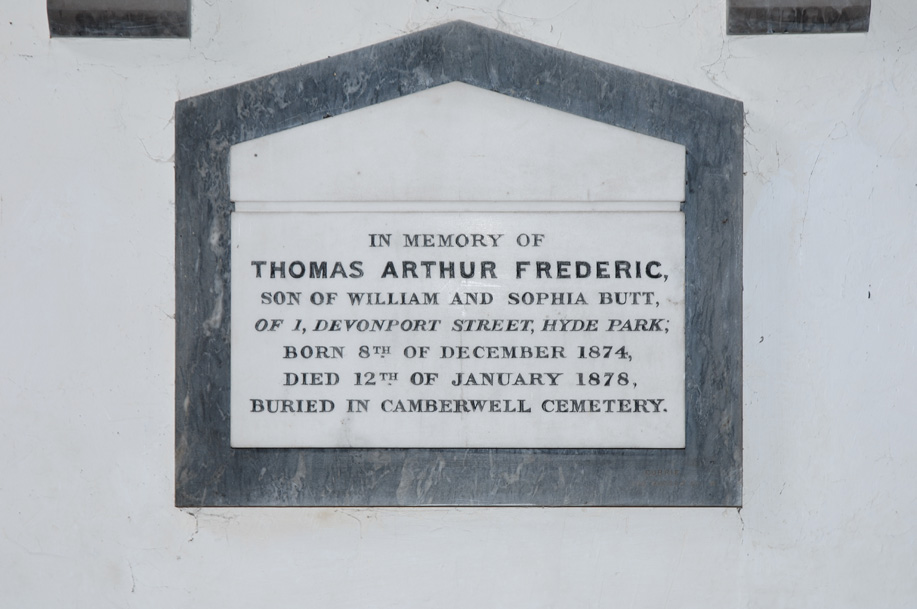 IN MEMORY OF
THOMAS ARTHUR FREDERIC,
SON OF WILLIAM AND SOPHIA BUTT,
OF 1, DEVONPORT STREET, HYDE PARK;
BORN 8TH OF DECEMBER 1874,
DIED 12TH OF JANUARY 1878,
BURIED IN CAMBERWELL CEMETERY.